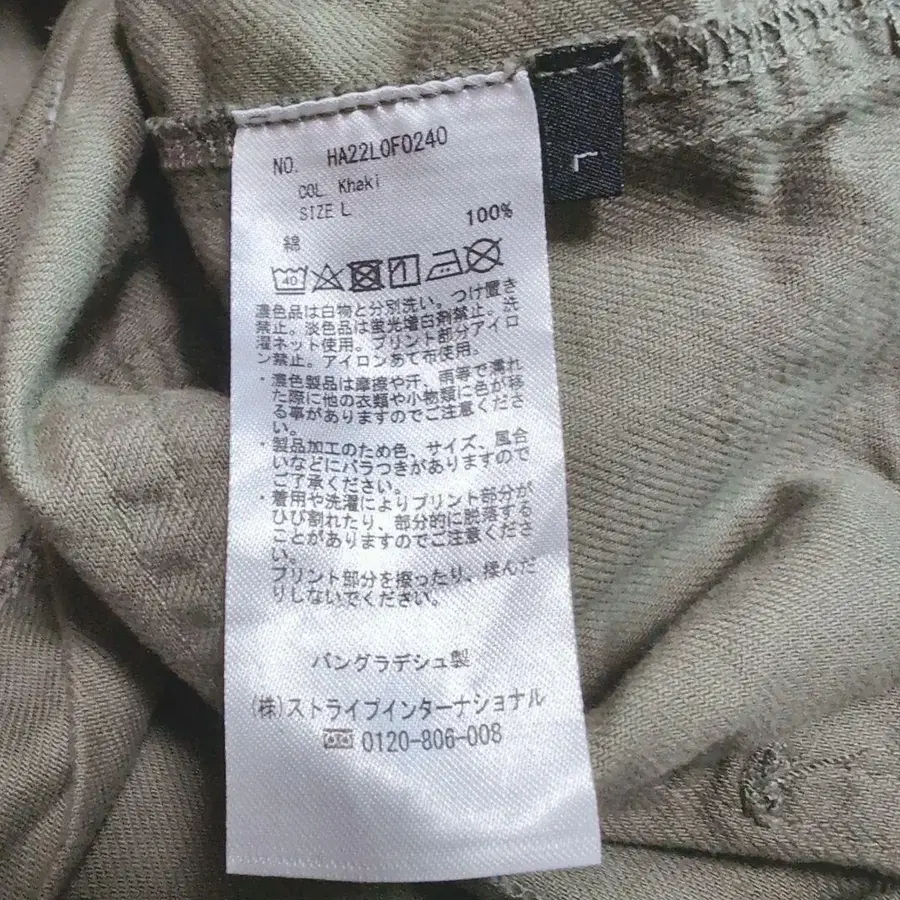 NO. HA22L0F0240
COL. Khaki
SIZE L
100%
綿
40
濃色品は白物と分別洗い。つけ置き
禁止。淡色品は蛍光増白剤禁止。洗
濯ネット使用。プリント部分アイロ
ン禁止。アイロンあて布使用。
・濃色製品は摩擦や汗、雨等で濡れ
た際に他の衣類や小物類に色が移
る事がありますのでご注意くださ
い。
・製品加工のため色、サイズ、風合
いなどにバラつきがありますので
ご了承ください。
・着用や洗濯によりプリント部分が
ひび割れたり、部分的に脱落する
ことがありますのでご注意くださ
い。
プリント部分を擦ったり、揉んだ
りしないでください。
バングラデシュ製
(株)ストライプインターナショナル
0120-806-008
L